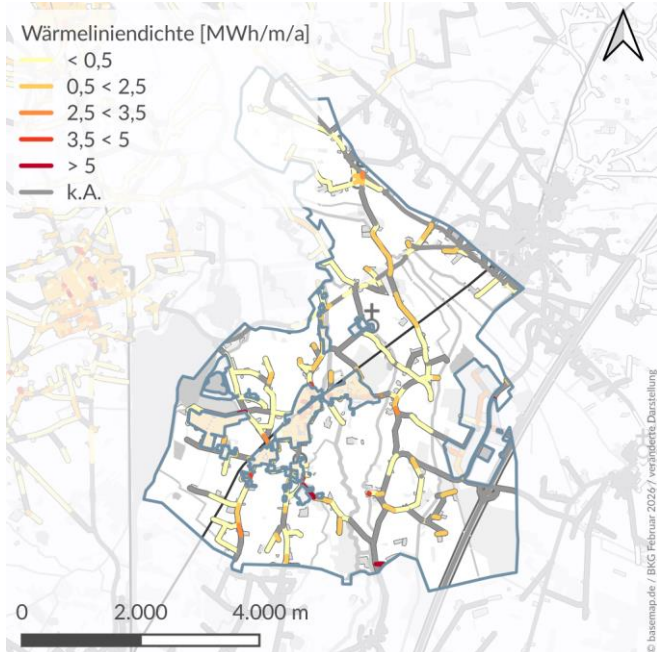 Wärmeliniendichte [MWh/m/a]
< 0,5
0,5 < 2,5
2,5 < 3,5
3,5 < 5
> 5
k.A.
0 2.000 4.000 m
© basemap.de / BKG Februar 2026 / veränderte Darstellung